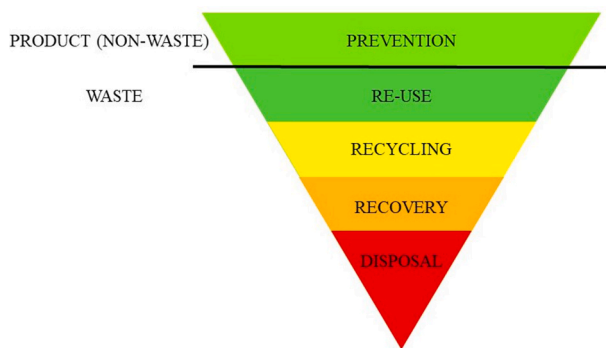 PRODUCT (NON-WASTE) PREVENTION
WASTE RE-USE
RECYCLING
RECOVERY
DISPOSAL